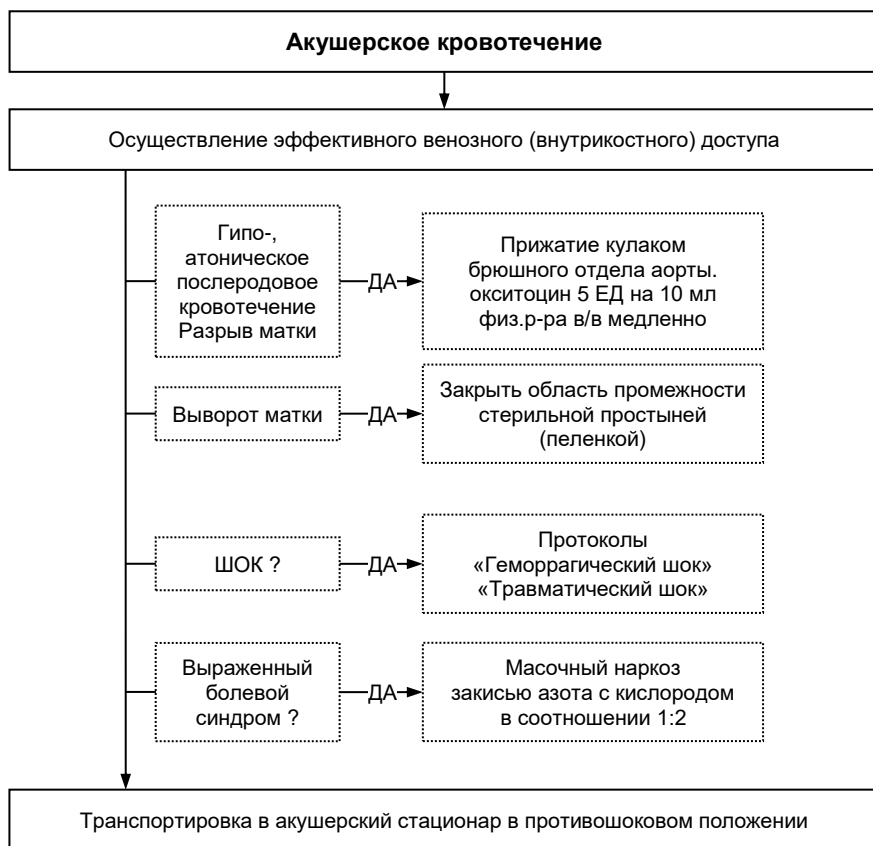 Акушерское кровотечение
Осуществление эффективного венозного (внутрикостного) доступа
Гипо-,
атоническое
послеродовое
кровотечение
Разрыв матки
ДА
Прижатие кулаком
брюшного отдела аорты.
окситоцин 5 ЕД на 10 мл
физ.р-ра в/в медленно
Выворот матки
ДА
Закрыть область промежности
стерильной простыней
(пеленкой)
ШОК ?
ДА
Протоколы
«Геморрагический шок»
«Травматический шок»
Выраженный
болевой
синдром ?
ДА
Масочный наркоз
закисью азота с кислородом
в соотношении 1:2
Транспортировка в акушерский стационар в противошоковом положении